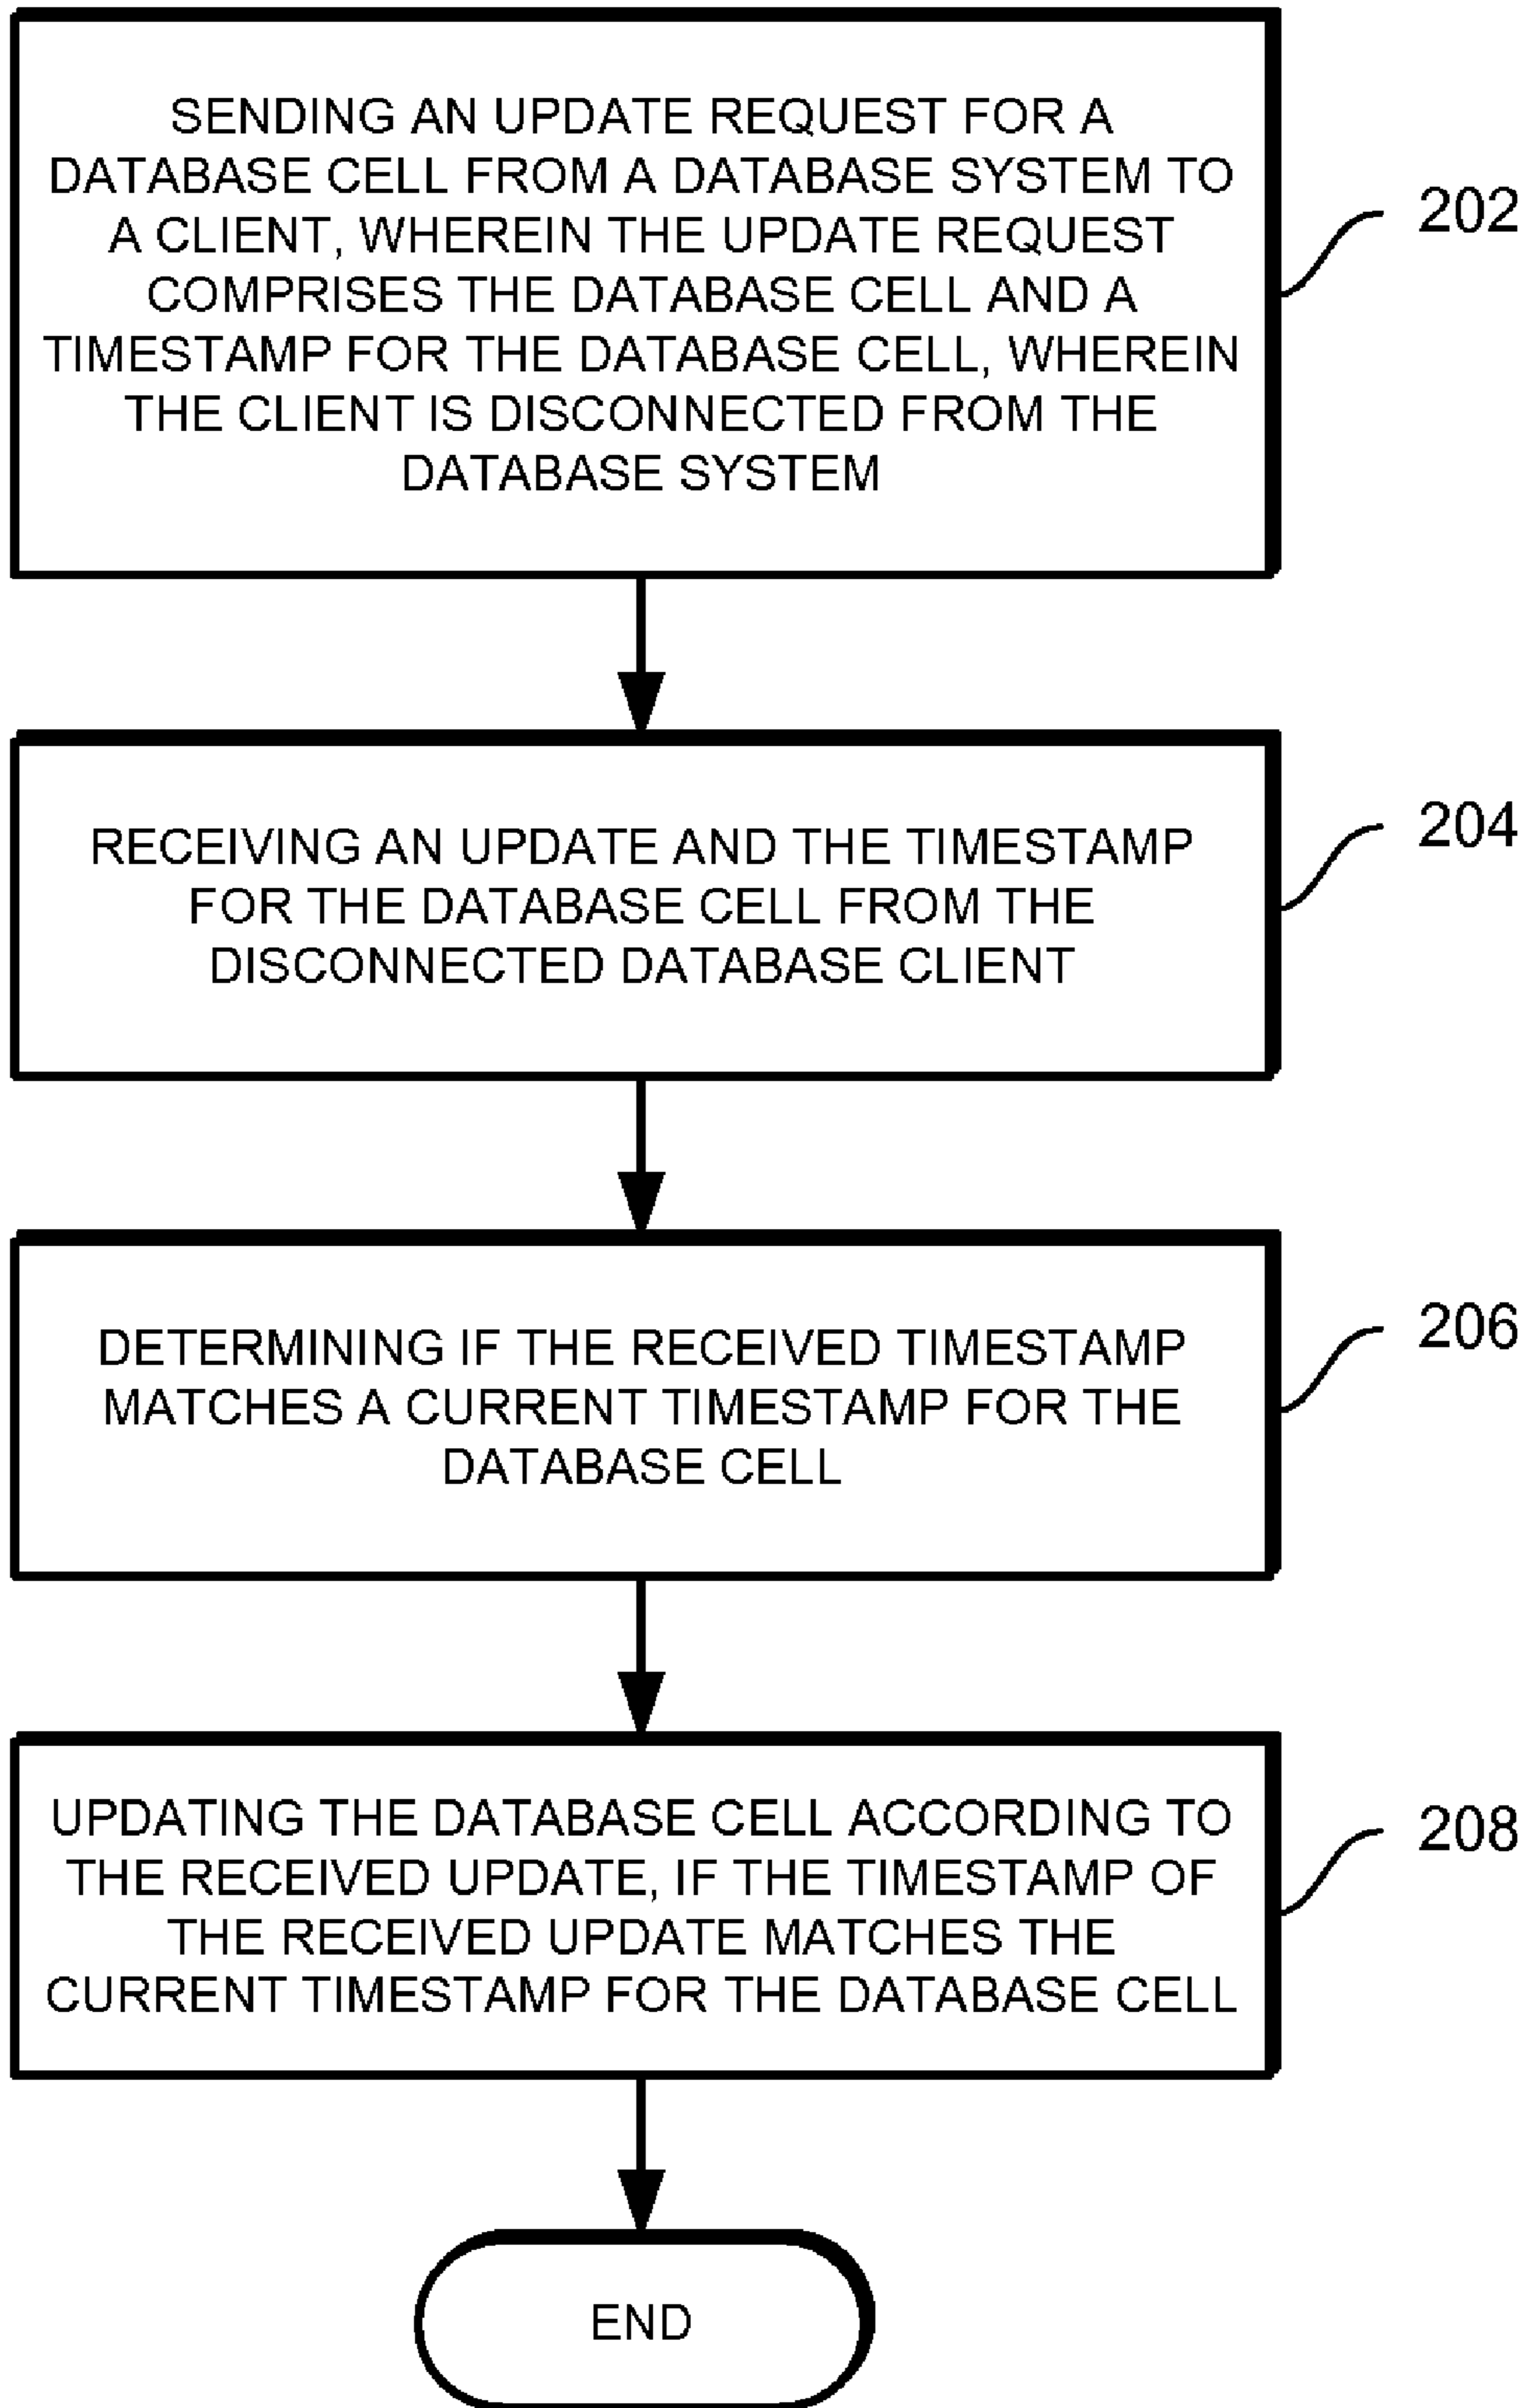 SENDING AN UPDATE REQUEST FOR A
DATABASE CELL FROM A DATABASE SYSTEM TO
A CLIENT, WHEREIN THE UPDATE REQUEST
COMPRISES THE DATABASE CELL AND A
TIMESTAMP FOR THE DATABASE CELL, WHEREIN
THE CLIENT IS DISCONNECTED FROM THE
DATABASE SYSTEM
202
RECEIVING AN UPDATE AND THE TIMESTAMP
FOR THE DATABASE CELL FROM THE
DISCONNECTED DATABASE CLIENT
204
DETERMINING IF THE RECEIVED TIMESTAMP
MATCHES A CURRENT TIMESTAMP FOR THE
DATABASE CELL
206
UPDATING THE DATABASE CELL ACCORDING TO
THE RECEIVED UPDATE, IF THE TIMESTAMP OF
THE RECEIVED UPDATE MATCHES THE
CURRENT TIMESTAMP FOR THE DATABASE CELL
208
END